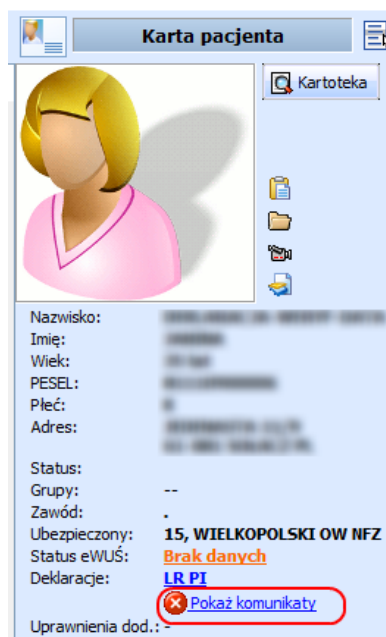 Karta pacjenta
Kartoteka
Nazwisko:
Imię:
Wiek:
PESEL:
Płeć:
Adres:
Status:
Grupy: --
Zawód: .
Ubezpieczony: 15, WIELKOPOLSKI OW NFZ
Status eWUŚ: Brak danych
Deklaracje: LR PI
Pokaż komunikaty
Uprawnienia dod.: -